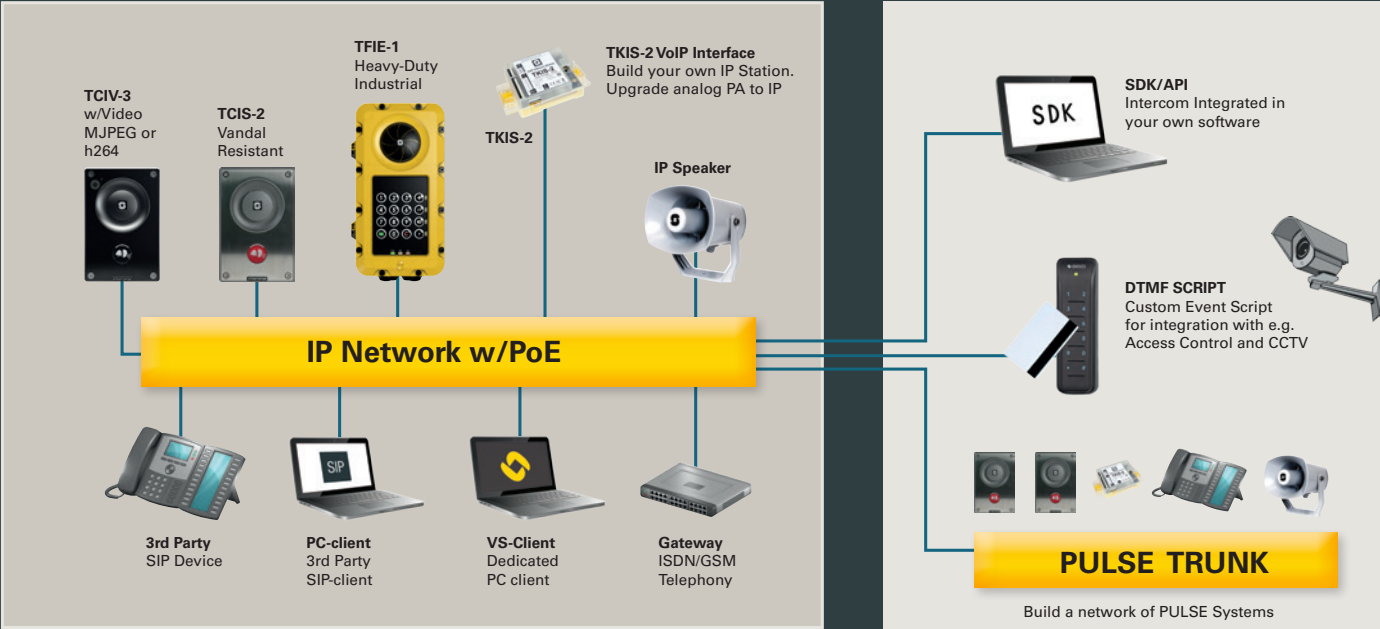 TFIE-1
Heavy-Duty
Industrial
TKIS-2 VoIP Interface
Build your own IP Station.
Upgrade analog PA to IP
TCIV-3
w/Video
MJPEG or
h264
TCIS-2
Vandal
Resistant
TKIS-2
TKIS-2
IP Speaker
IP Network w/PoE
SIP
3rd Party
SIP Device
PC-client
3rd Party
SIP-client
VS-Client
Dedicated
PC client
Gateway
ISDN/GSM
Telephony
SDK
SDK/API
Intercom Integrated in
your own software
DTMF SCRIPT
Custom Event Script
for integration with e.g.
Access Control and CCTV
PULSE TRUNK
Build a network of PULSE Systems